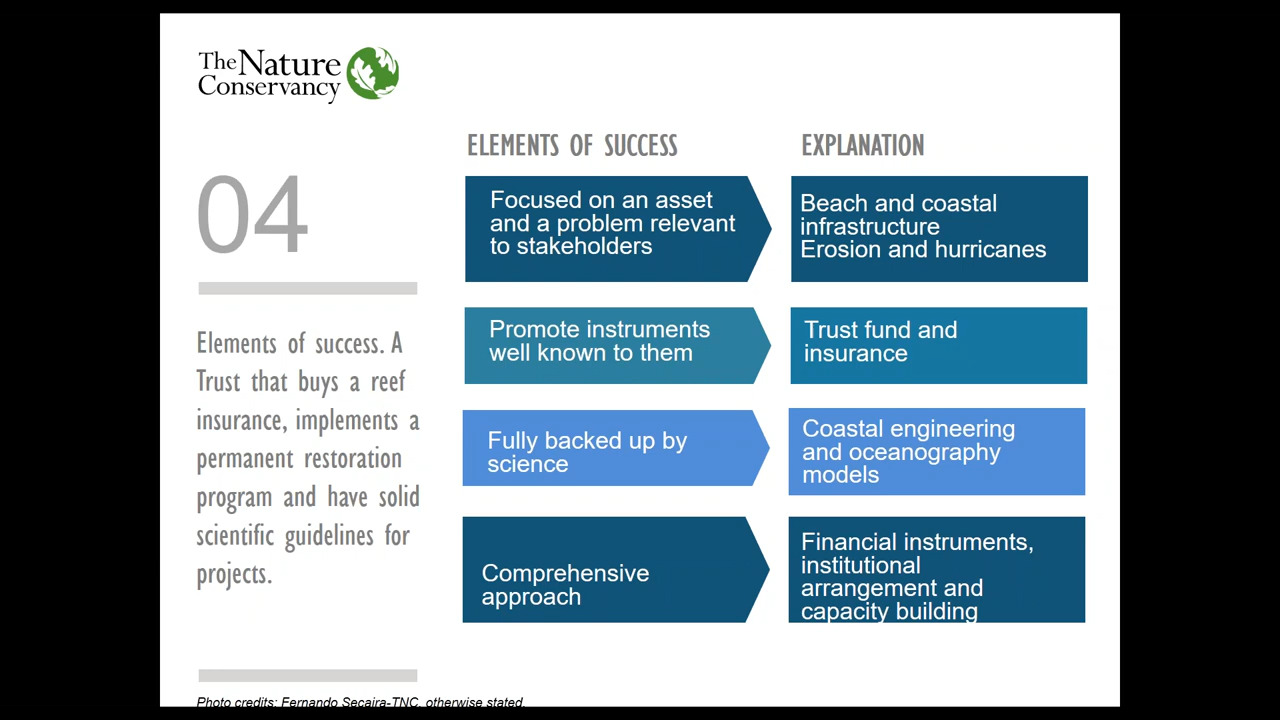 The Nature
Conservancy
04
Elements of success. A
Trust that buys a reef
insurance, implements a
permanent restoration
program and have solid
scientific guidelines for
projects.
ELEMENTS OF SUCCESS
EXPLANATION
Focused on an asset
and a problem relevant
to stakeholders
Beach and coastal
infrastructure
Erosion and hurricanes
Promote instruments
well known to them
Trust fund and
insurance
Fully backed up by
science
Coastal engineering
and oceanography
models
Comprehensive
approach
Financial instruments,
institutional
arrangement and
capacity building
Photo credits: Fernando Secaira-TNC, otherwise stated.